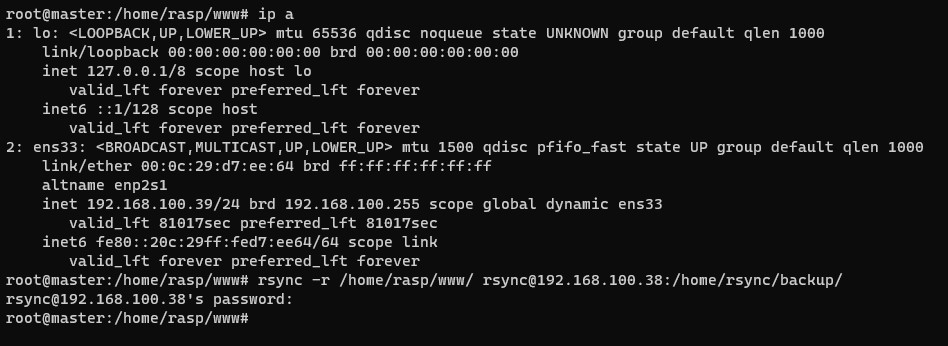 root@master:/home/rasp/www# ip a
1: lo: <LOOPBACK,UP,LOWER_UP> mtu 65536 qdisc noqueue state UNKNOWN group default qlen 1000
    link/loopback 00:00:00:00:00:00 brd 00:00:00:00:00:00
    inet 127.0.0.1/8 scope host lo
       valid_lft forever preferred_lft forever
    inet6 ::1/128 scope host
       valid_lft forever preferred_lft forever
2: ens33: <BROADCAST,MULTICAST,UP,LOWER_UP> mtu 1500 qdisc pfifo_fast state UP group default qlen 1000
    link/ether 00:0c:29:d7:ee:64 brd ff:ff:ff:ff:ff:ff
    altname enp2s1
    inet 192.168.100.39/24 brd 192.168.100.255 scope global dynamic ens33
       valid_lft 81017sec preferred_lft 81017sec
    inet6 fe80::20c:29ff:fed7:ee64/64 scope link
       valid_lft forever preferred_lft forever
root@master:/home/rasp/www# rsync -r /home/rasp/www/ rsync@192.168.100.38:/home/rsync/backup/
rsync@192.168.100.38's password:
root@master:/home/rasp/www#